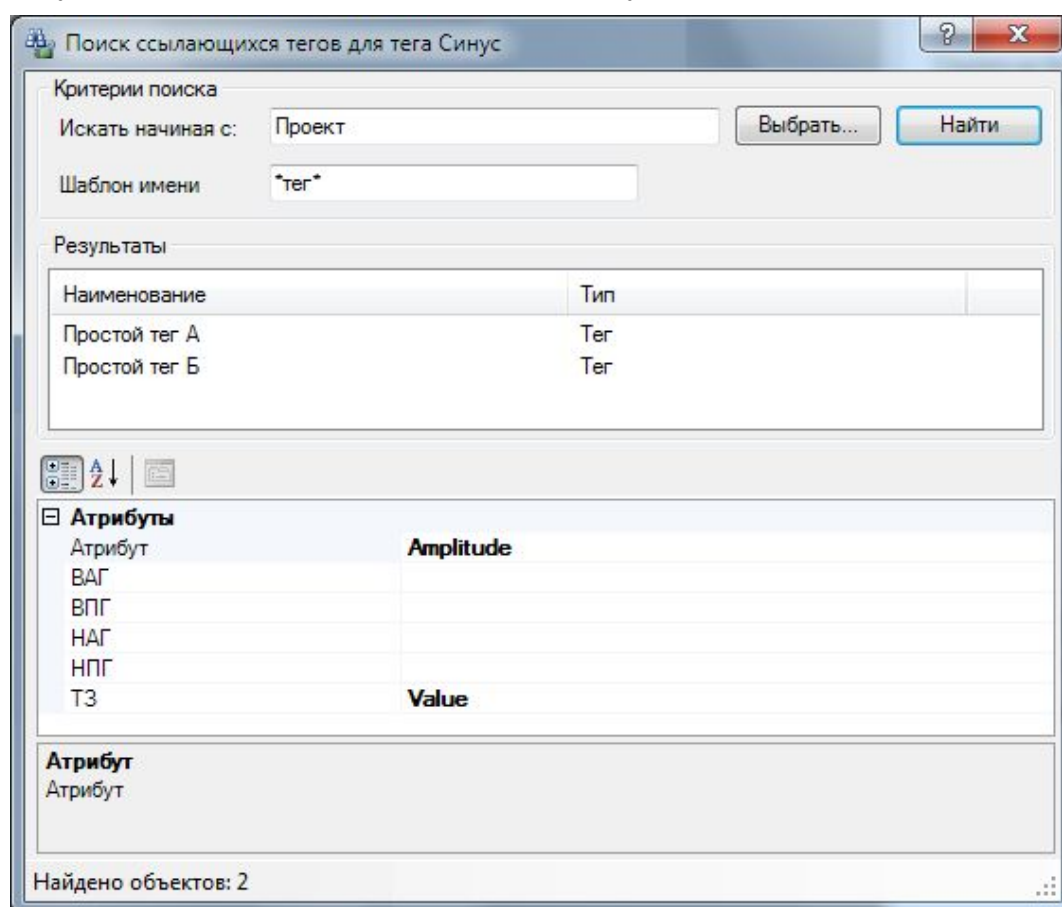 Поиск ссылающихся тегов для тега Синус
Критерии поиска
Искать начиная с: Проект Выбрать... Найти
Шаблон имени *тег*
Результаты
Наименование Тип
Простой тег А Тег
Простой тег Б Тег
Атрибуты
Атрибут Amplitude
ВАГ
ВПГ
НАГ
НПГ
ТЗ Value
Атрибут
Атрибут
Найдено объектов: 2